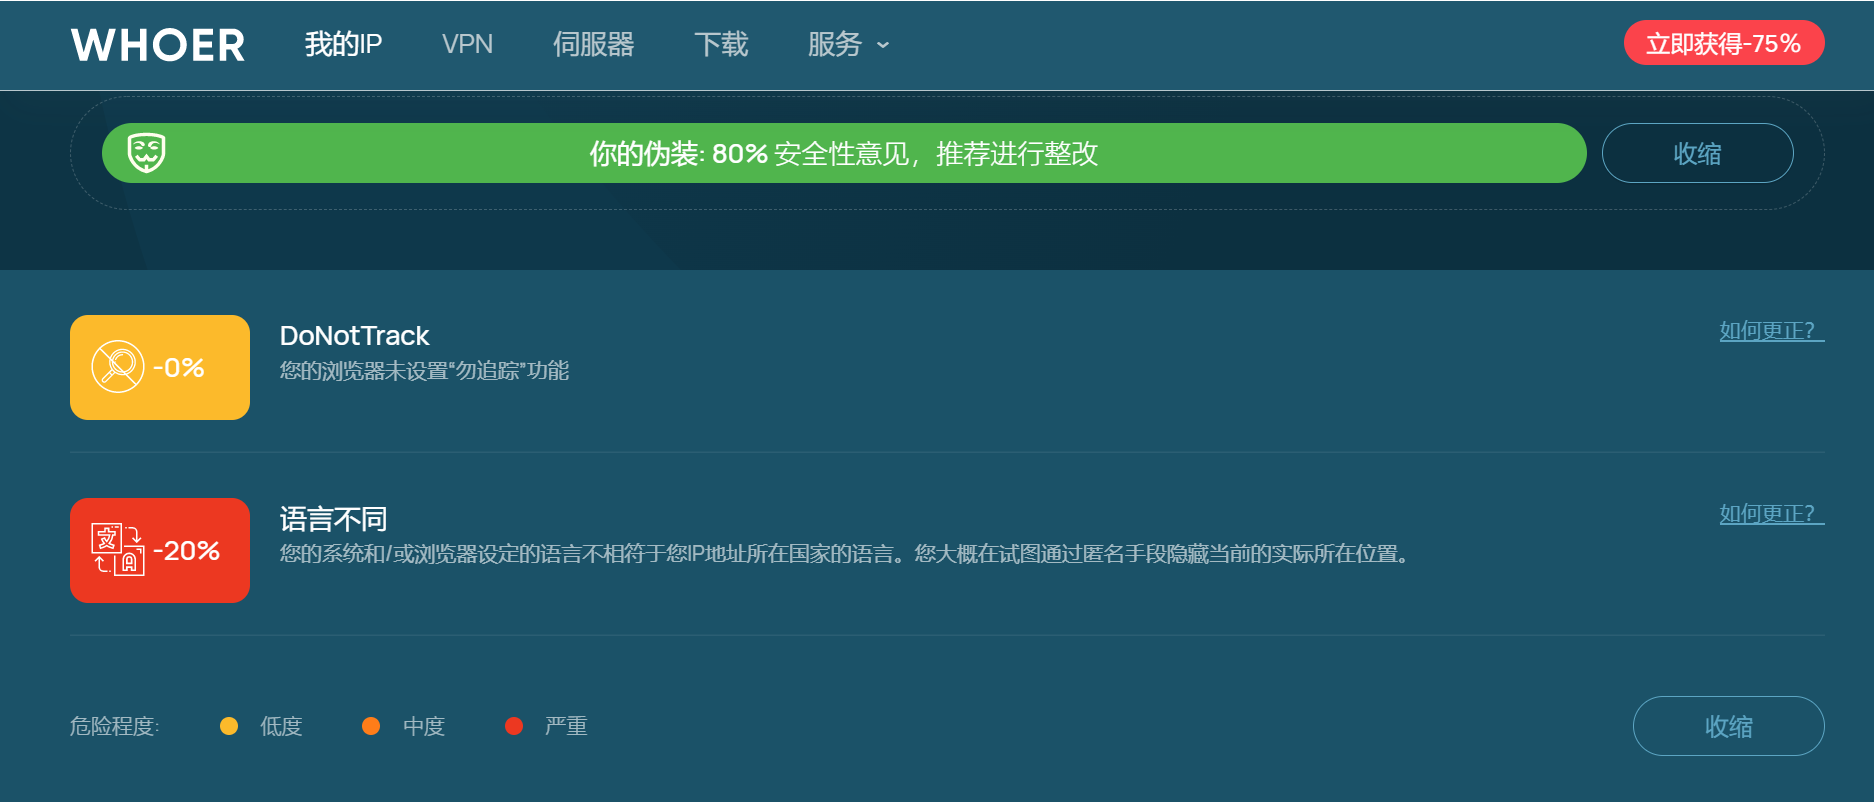 WHOER 我的IP VPN 伺服器 下载 服务 立即获得-75%
你的伪装: 80% 安全性意见，推荐进行整改 收缩
DoNotTrack 如何更正？
-0%
您的浏览器未设置“勿追踪”功能
语言不同 如何更正？
文 A -20%
您的系统和/或浏览器设定的语言不相符于您IP地址所在国家的语言。您大概在试图通过匿名手段隐藏当前的实际所在位置。
危险程度: 低度 中度 严重 收缩